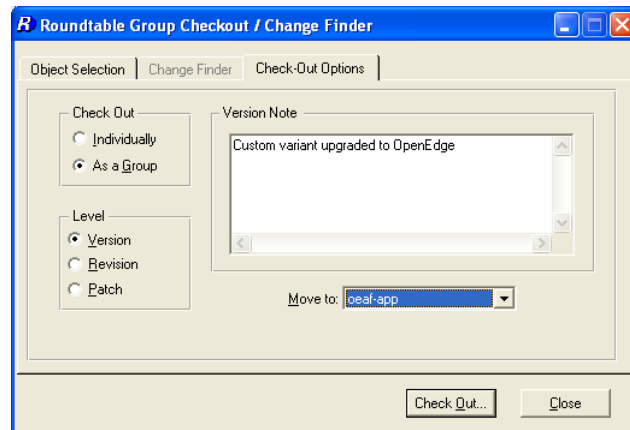 R Roundtable Group Checkout / Change Finder
Object Selection
Change Finder
Check-Out Options
Check Out
Individually
As a Group
Level
Version
Revision
Patch
Version Note
Custom variant upgraded to OpenEdge
Move to: oeaf-app
Check Out...
Close